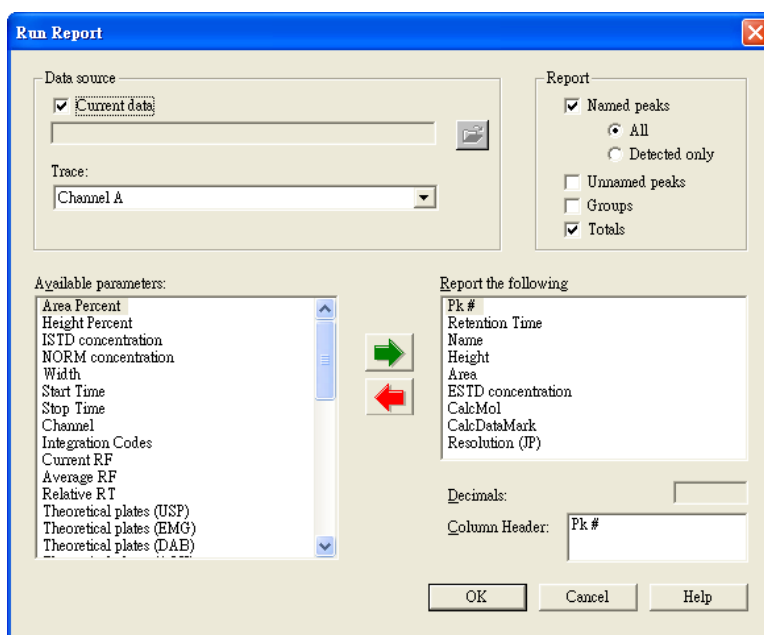 Run Report
Data source
Current data
Trace:
Channel A
Report
Named peaks
All
Detected only
Unnamed peaks
Groups
Totals
Available parameters:
Area Percent
Height Percent
ISTD concentration
NORM concentration
Width
Start Time
Stop Time
Channel
Integration Codes
Current RF
Average RF
Relative RT
Theoretical plates (USP)
Theoretical plates (EMG)
Theoretical plates (DAB)
Report the following
Pk #
Retention Time
Name
Height
Area
ESTD concentration
CalcMol
CalcDataMark
Resolution (JP)
Decimals:
Column Header:
Pk #
OK
Cancel
Help